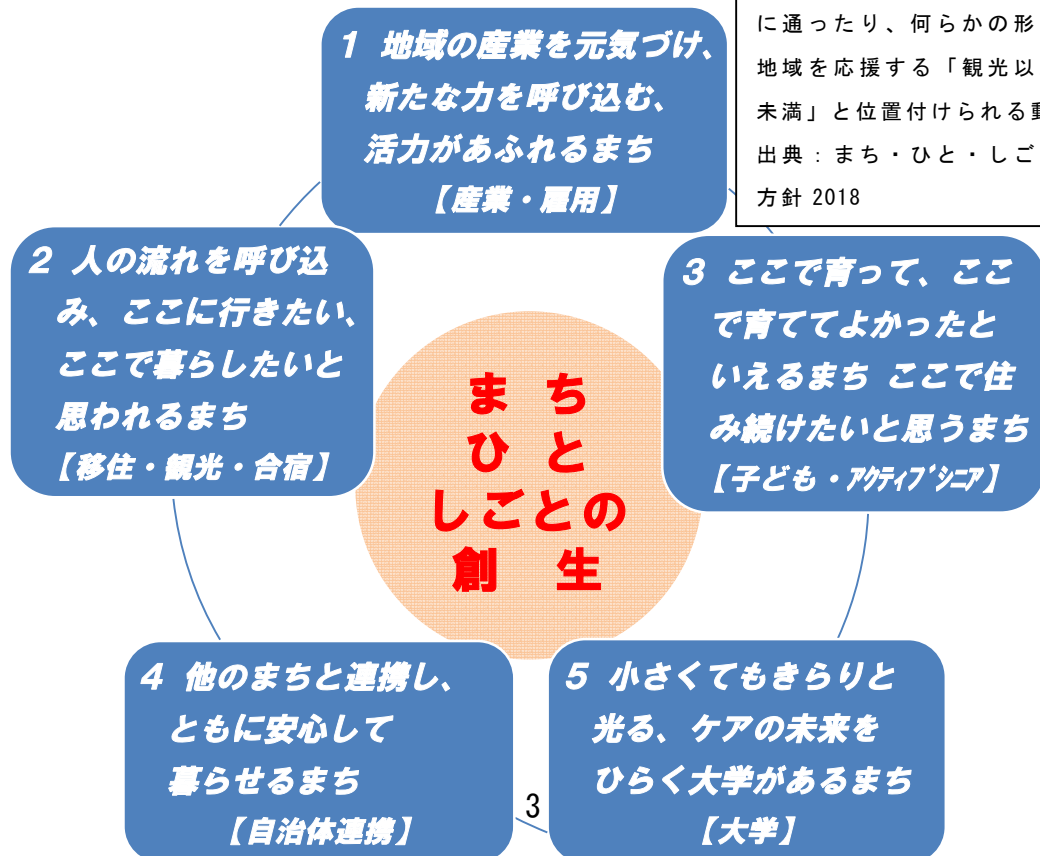 1 地域の産業を元気づけ、
新たな力を呼び込む、
活力があふれるまち
【産業・雇用】
に通ったり、何らかの形
地域を応援する「観光以
未満」と位置付けられる動
出典：まち・ひと・しご
方針 2018
2 人の流れを呼び込
み、ここに行きたい、
ここで暮らしたいと
思われるまち
【移住・観光・合宿】
3 ここで育って、ここ
で育ててよかったと
いえるまち ここで住
み続けたいと思うまち
【子ども・アクティブシニア】
まち
ひと
しごとの
創生
4 他のまちと連携し、
ともに安心して
暮らせるまち
【自治体連携】
5 小さくてもきらりと
光る、ケアの未来を
ひらく大学があるまち
【大学】
3